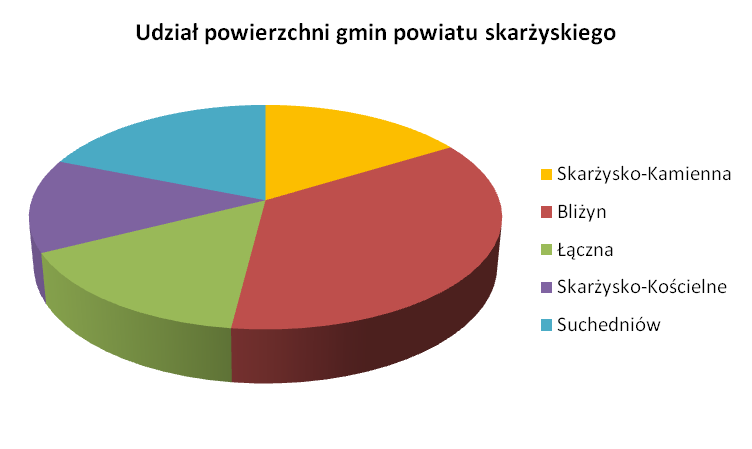 Udział powierzchni gmin powiatu skarżyskiego
Skarżysko-Kamienna
Bliżyn
Łączna
Skarżysko-Kościelne
Suchedniów